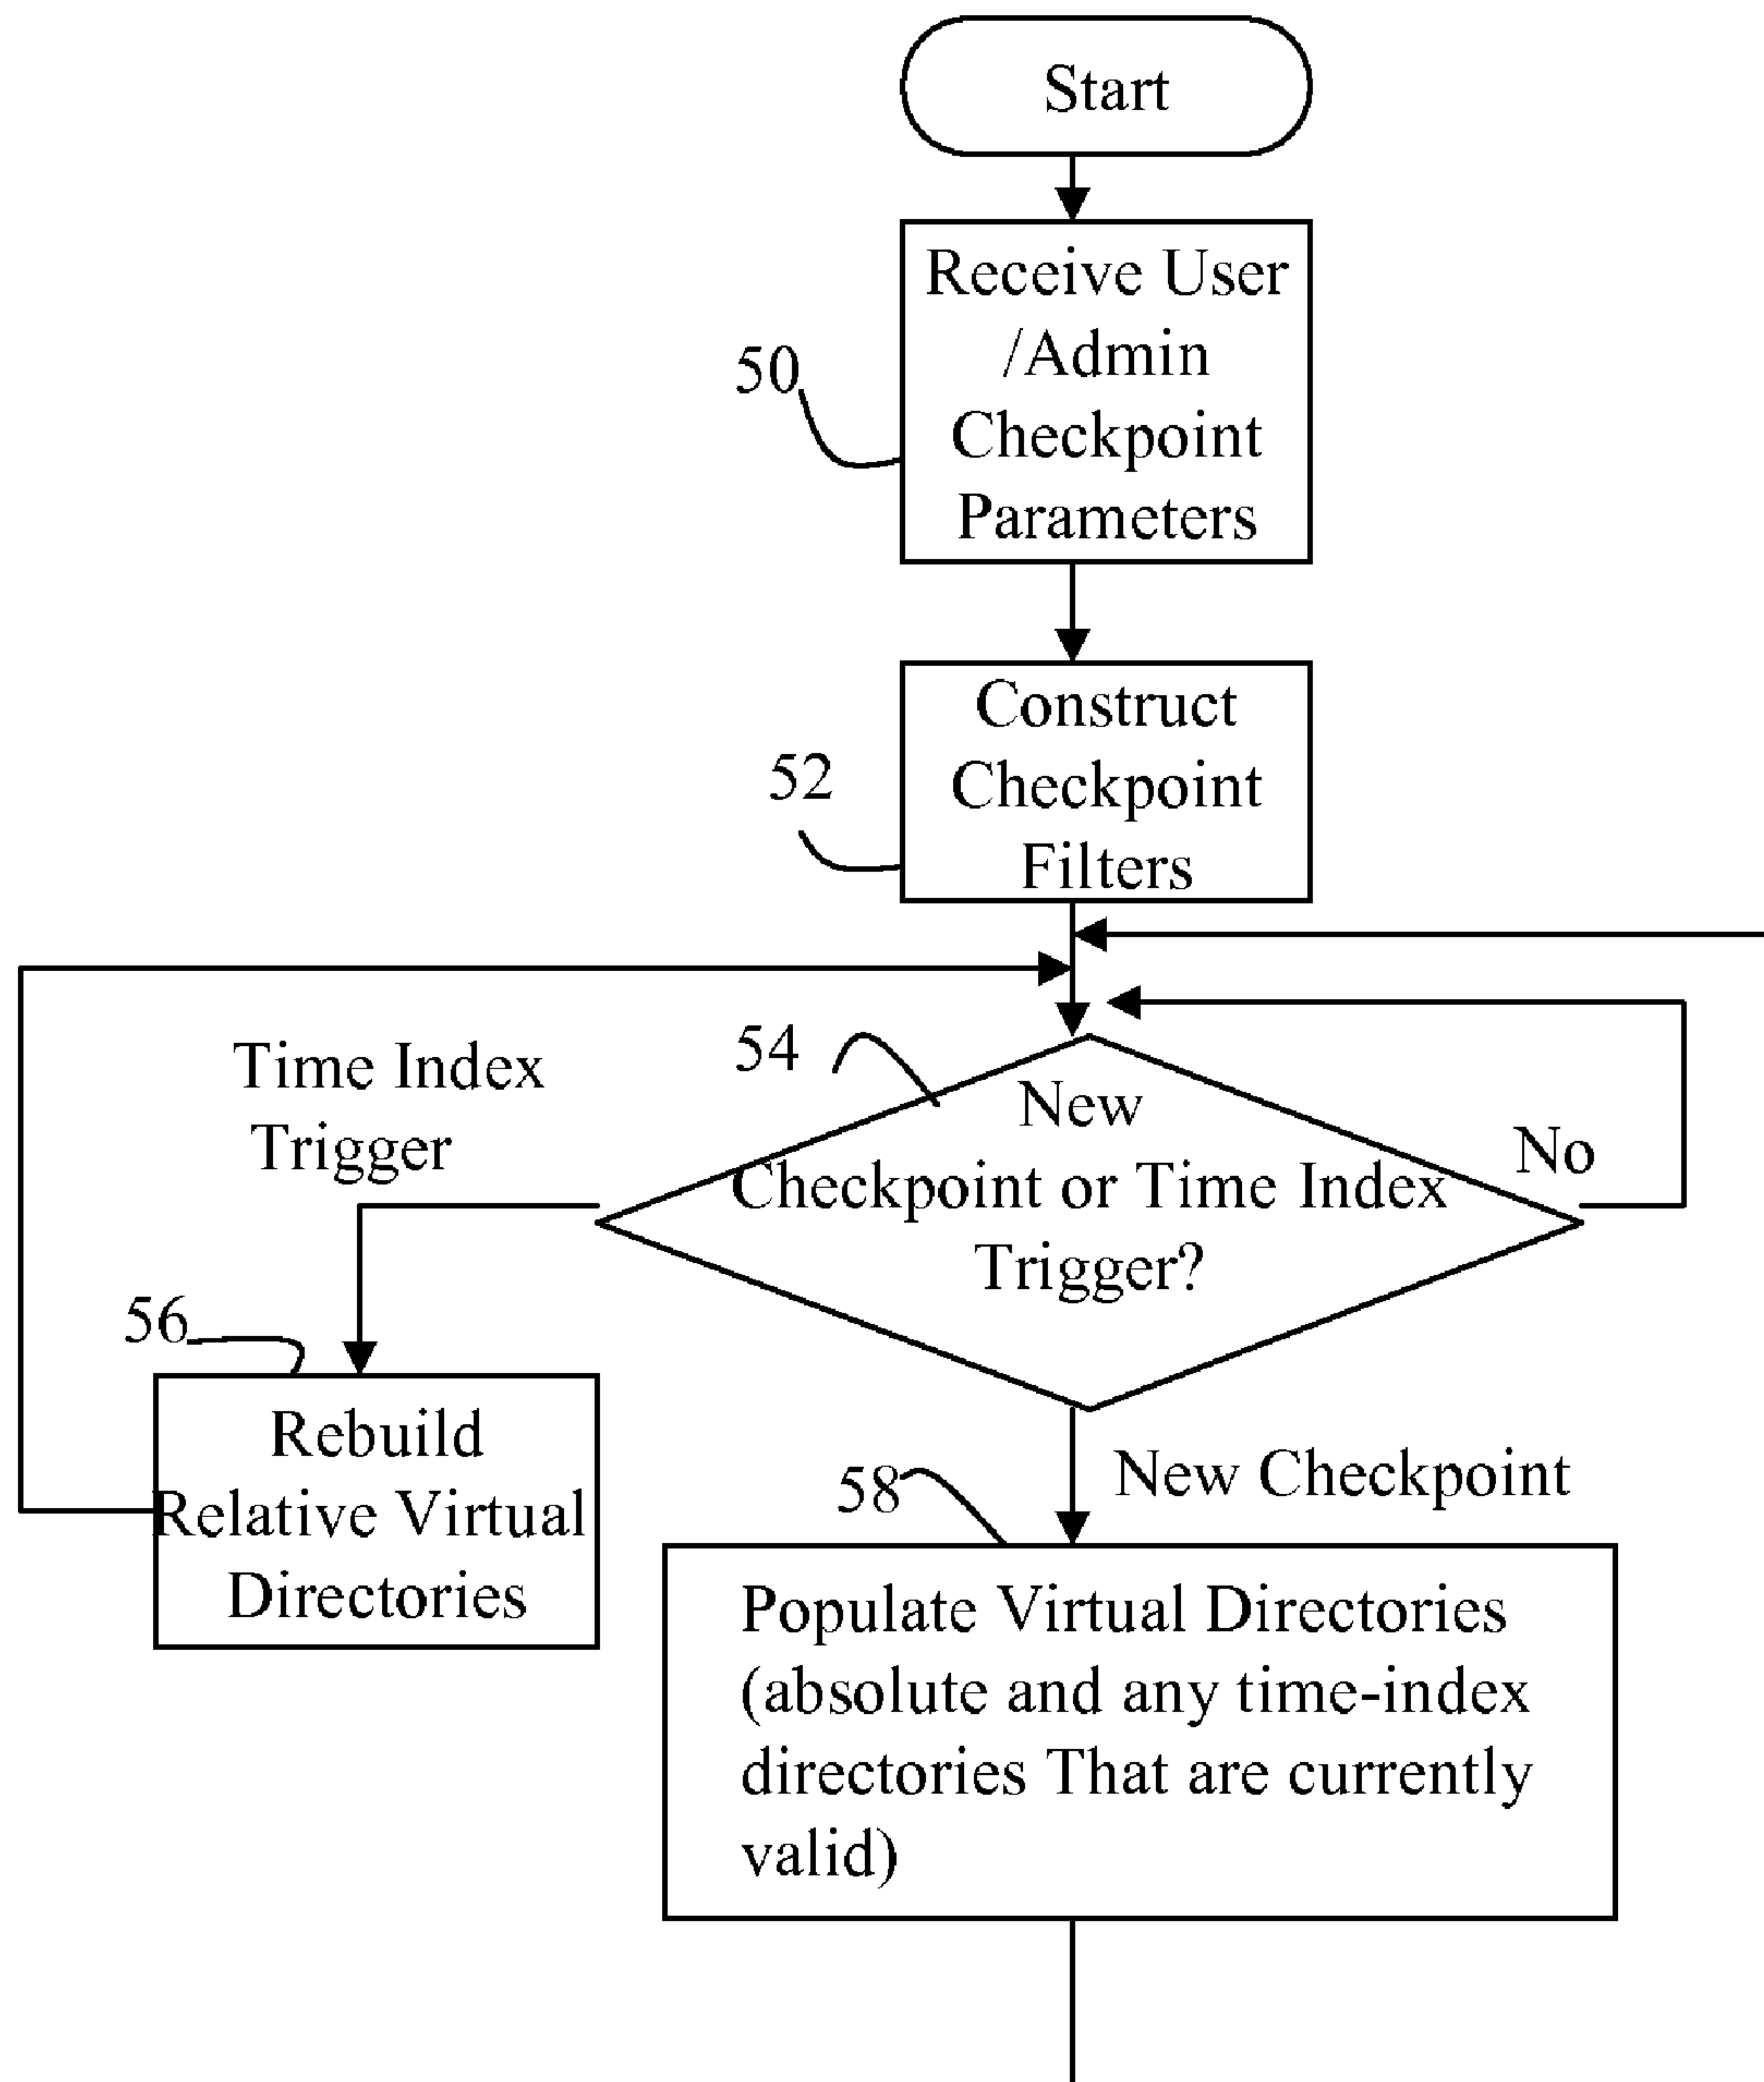 Start
Receive User
/Admin
Checkpoint
Parameters
50
Construct
Checkpoint
Filters
52
54
New
Checkpoint or Time Index
Trigger?
No
Time Index
Trigger
56
Rebuild
Relative Virtual
Directories
New Checkpoint
58
Populate Virtual Directories
(absolute and any time-index
directories That are currently
valid)